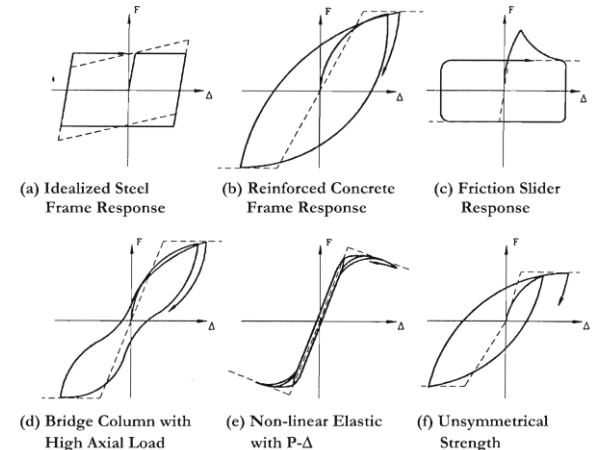 F
F
F
Δ
Δ
Δ
(a) Idealized Steel
Frame Response
(b) Reinforced Concrete
Frame Response
(c) Friction Slider
Response
F
F
F
Δ
Δ
Δ
(d) Bridge Column with
High Axial Load
(e) Non-linear Elastic
with P-Δ
(f) Unsymmetrical
Strength